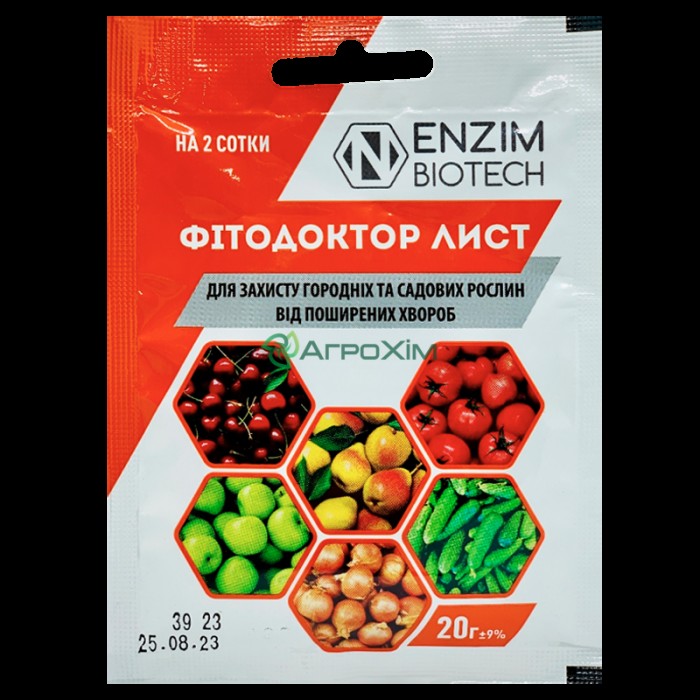 НА 2 СОТКИ
ENZIM
BIOTECH
ФІТОДОКТОР ЛИСТ
ДЛЯ ЗАХИСТУ ГОРОДНІХ ТА САДОВИХ РОСЛИН
ВІД ПОШИРЕНИХ ХВОРОБ
АГРОХІМ
39 23
25.08.23
20г±9%